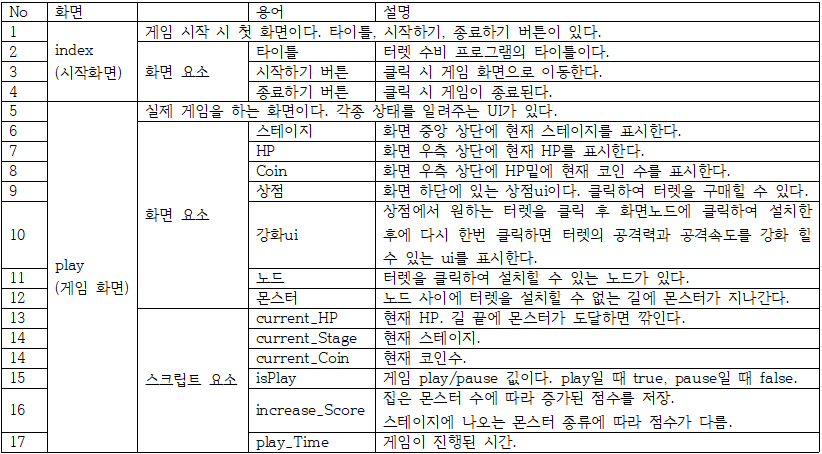 No 화면 용어 설명
1 게임 시작 시 첫 화면이다. 타이틀, 시작하기, 종료하기 버튼이 있다.
index
(시작화면)
화면 요소
2 타이틀 터렛 수비 프로그램의 타이틀이다.
3 시작하기 버튼 클릭 시 게임 화면으로 이동한다.
4 종료하기 버튼 클릭 시 게임이 종료된다.
5 실제 게임을 하는 화면이다. 각종 상태를 일려주는 UI가 있다.
play
(게임 화면)
화면 요소
6 스테이지 화면 중앙 상단에 현재 스테이지를 표시한다.
7 HP 화면 우측 상단에 현재 HP를 표시한다.
8 Coin 화면 우측 상단에 HP밑에 현재 코인 수를 표시한다.
9 상점 화면 하단에 있는 상점ui이다. 클릭하여 터렛을 구매힐 수 있다.
10 강화ui 상점에서 원하는 터렛을 클릭 후 화면노드에 클릭하여 설치한
후에 다시 한번 클릭하면 터렛의 공격력과 공격속도를 강화 힐
수 있는 ui를 표시한다.
11 노드 터렛을 클릭하여 설치힐 수 있는 노드가 있다.
12 몬스터 노드 사이에 터렛을 설치힐 수 없는 길에 몬스터가 지나간다.
스크립트 요소
13 current_HP 현재 HP. 길 끝에 몬스터가 도달하면 깎인다.
14 current_Stage 현재 스테이지.
14 current_Coin 현재 코인수.
15 isPlay 게임 play/pause 값이다. play일 때 true, pause일 때 false.
16 increase_Score 집은 몬스터 수에 따라 증가된 점수를 저장.
스테이지에 나오는 몬스터 종류에 따라 점수가 다름.
17 play_Time 게임이 진행된 시간.